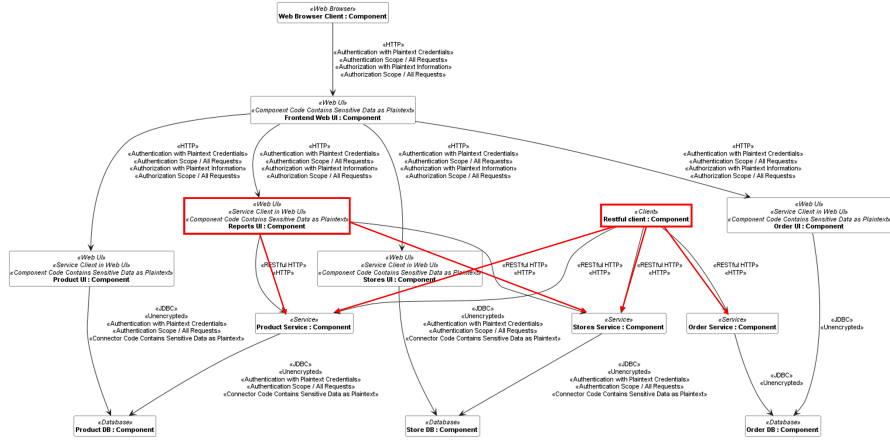 «Web Browser»
Web Browser Client : Component
«HTTP»
«Authentication with Plaintext Credentials»
«Authentication Scope / All Requests»
«Authorization with Plaintext Information»
«Authorization Scope / All Requests»
«Web UI»
«Component Code Contains Sensitive Data as Plaintext»
Frontend Web UI : Component
«HTTP»
«Authentication with Plaintext Credentials»
«Authentication Scope / All Requests»
«Authorization with Plaintext Information»
«Authorization Scope / All Requests»
«HTTP»
«Authentication with Plaintext Credentials»
«Authentication Scope / All Requests»
«Authorization with Plaintext Information»
«Authorization Scope / All Requests»
«HTTP»
«Authentication with Plaintext Credentials»
«Authentication Scope / All Requests»
«Authorization with Plaintext Information»
«Authorization Scope / All Requests»
«HTTP»
«Authentication with Plaintext Credentials»
«Authentication Scope / All Requests»
«Authorization with Plaintext Information»
«Authorization Scope / All Requests»
«Web UI»
«Service Client in Web UI»
«Component Code Contains Sensitive Data as Plaintext»
Reports UI : Component
«Client»
Restful client : Component
«Web UI»
«Service Client in Web UI»
«Component Code Contains Sensitive Data as Plaintext»
Order UI : Component
«Web UI»
«Service Client in Web UI»
«Component Code Contains Sensitive Data as Plaintext»
Product UI : Component
«RESTful HTTP»
«HTTP»
«Web UI»
«Service Client in Web UI»
«Component Code Contains Sensitive Data as Plaintext»
Stores UI : Component
«RESTful HTTP»
«HTTP»
«RESTful HTTP»
«HTTP»
«RESTful HTTP»
«HTTP»
«RESTful HTTP»
«HTTP»
«JDBC»
«Unencrypted»
«Authentication with Plaintext Credentials»
«Authentication Scope / All Requests»
«Connector Code Contains Sensitive Data as Plaintext»
«Service»
Product Service : Component
«JDBC»
«Unencrypted»
«Authentication with Plaintext Credentials»
«Authentication Scope / All Requests»
«Connector Code Contains Sensitive Data as Plaintext»
«Service»
Stores Service : Component
«Service»
Order Service : Component
«JDBC»
«Unencrypted»
«JDBC»
«Unencrypted»
«Authentication with Plaintext Credentials»
«Authentication Scope / All Requests»
«Connector Code Contains Sensitive Data as Plaintext»
«JDBC»
«Unencrypted»
«Authentication with Plaintext Credentials»
«Authentication Scope / All Requests»
«Connector Code Contains Sensitive Data as Plaintext»
«JDBC»
«Unencrypted»
«Database»
Product DB : Component
«Database»
Store DB : Component
«Database»
Order DB : Component